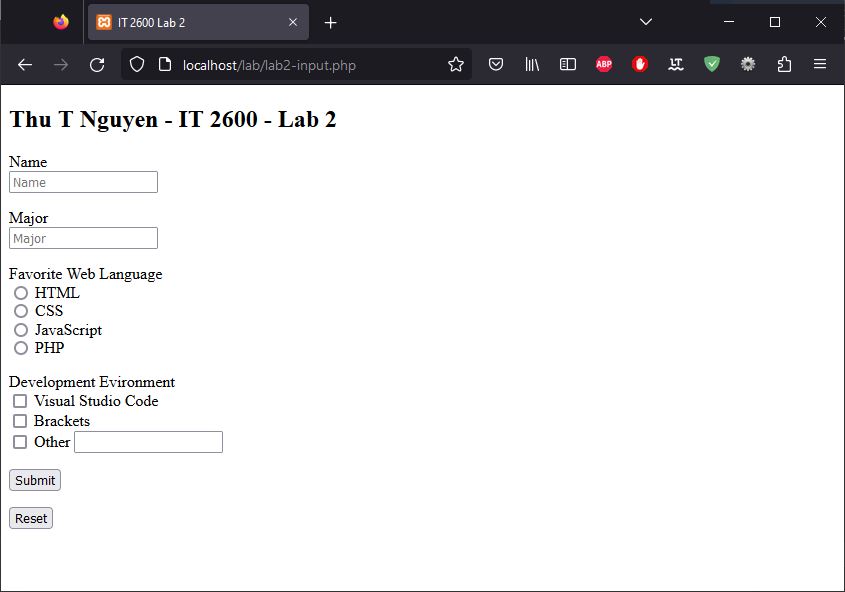 IT 2600 Lab 2
localhost/lab/lab2-input.php
ABP
Thu T Nguyen - IT 2600 - Lab 2
Name
Name
Major
Major
Favorite Web Language
HTML
CSS
JavaScript
PHP
Development Evironment
Visual Studio Code
Brackets
Other
Submit
Reset